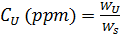 C_U (ppm) = w_U / w_s